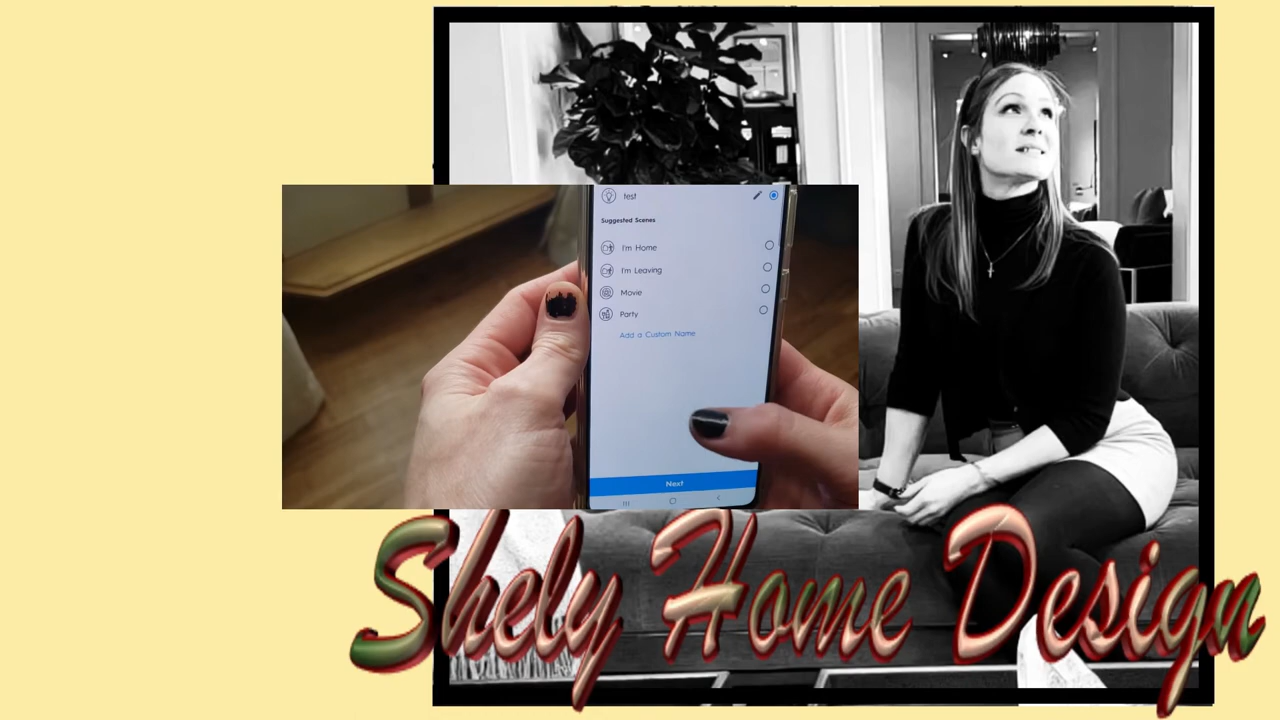 test
Suggested Scenes
I'm Home
I'm Leaving
Movie
Party
Add a Custom Name
Next
Shely Home Design